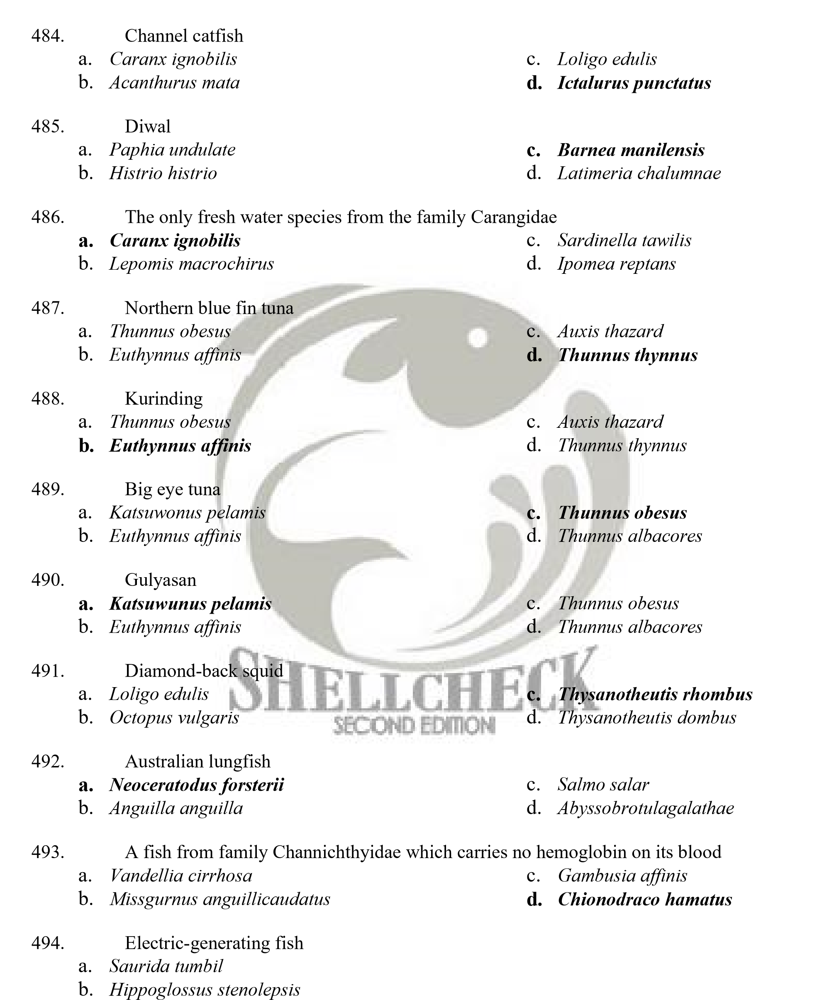 484. Channel catfish
a. Caranx ignobilis c. Loligo edulis
b. Acanthurus mata d. Ictalurus punctatus
485. Diwal
a. Paphia undulate c. Barnea manilensis
b. Histrio histrio d. Latimeria chalumnae
486. The only fresh water species from the family Carangidae
a. Caranx ignobilis c. Sardinella tawilis
b. Lepomis macrochirus d. Ipomea reptans
487. Northern blue fin tuna
a. Thunnus obesus c. Auxis thazard
b. Euthynnus affinis d. Thunnus thynnus
488. Kurinding
a. Thunnus obesus c. Auxis thazard
b. Euthynnus affinis d. Thunnus thynnus
489. Big eye tuna
a. Katsuwonus pelamis c. Thunnus obesus
b. Euthynnus affinis d. Thunnus albacores
490. Gulyasan
a. Katsuwunus pelamis c. Thunnus obesus
b. Euthynnus affinis d. Thunnus albacores
491. Diamond-back squid
a. Loligo edulis c. Thysanotheutis rhombus
b. Octopus vulgaris d. Thysanotheutis dombus
SHELLCHECK
SECOND EDITION
492. Australian lungfish
a. Neoceratodus forsterii c. Salmo salar
b. Anguilla anguilla d. Abyssobrotulagalathae
493. A fish from family Channichthyidae which carries no hemoglobin on its blood
a. Vandellia cirrhosa c. Gambusia affinis
b. Missgurnus anguillicaudatus d. Chionodraco hamatus
494. Electric-generating fish
a. Saurida tumbil
b. Hippoglossus stenolepsis